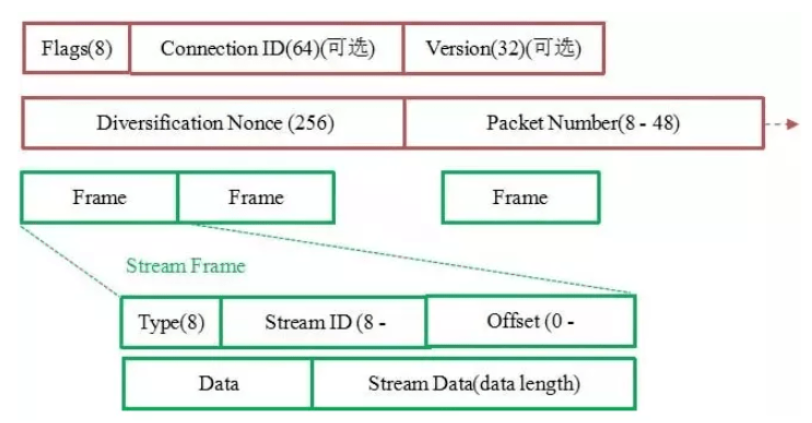 Flags(8) Connection ID(64)(可选) Version(32)(可选)
Diversification Nonce (256) Packet Number(8 - 48)
Frame Frame Frame
Stream Frame
Type(8) Stream ID (8 - Offset (0 -
Data Stream Data(data length)